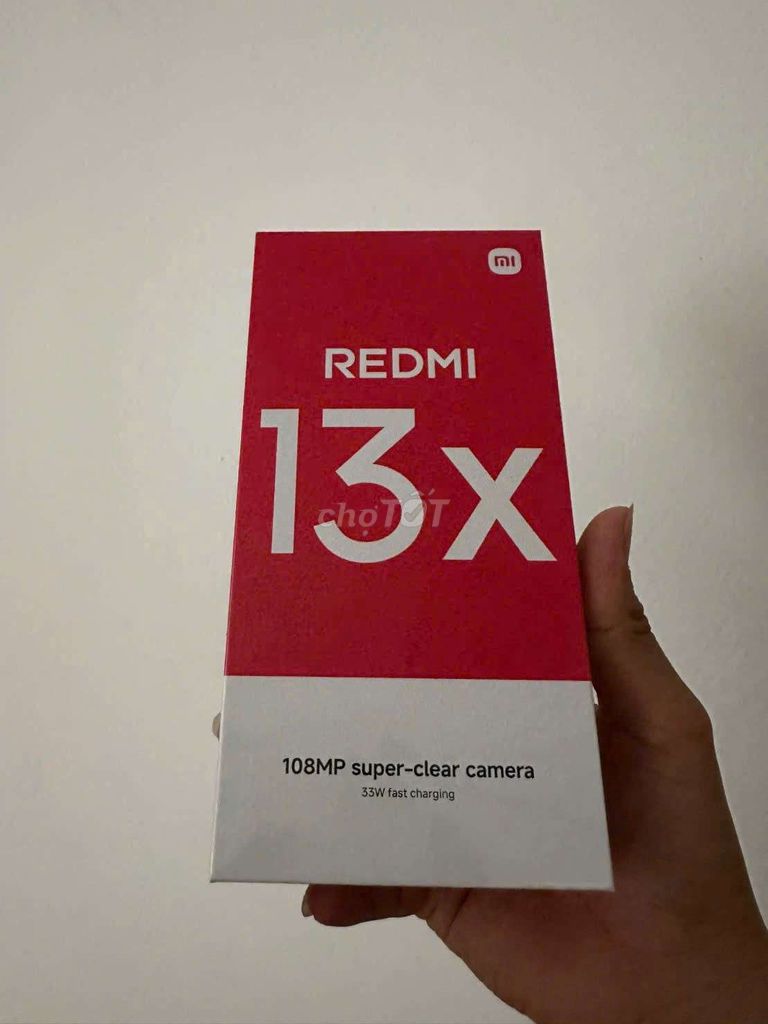 mi
REDMI
13x
chợTỐT
108MP super-clear camera
33W fast charging